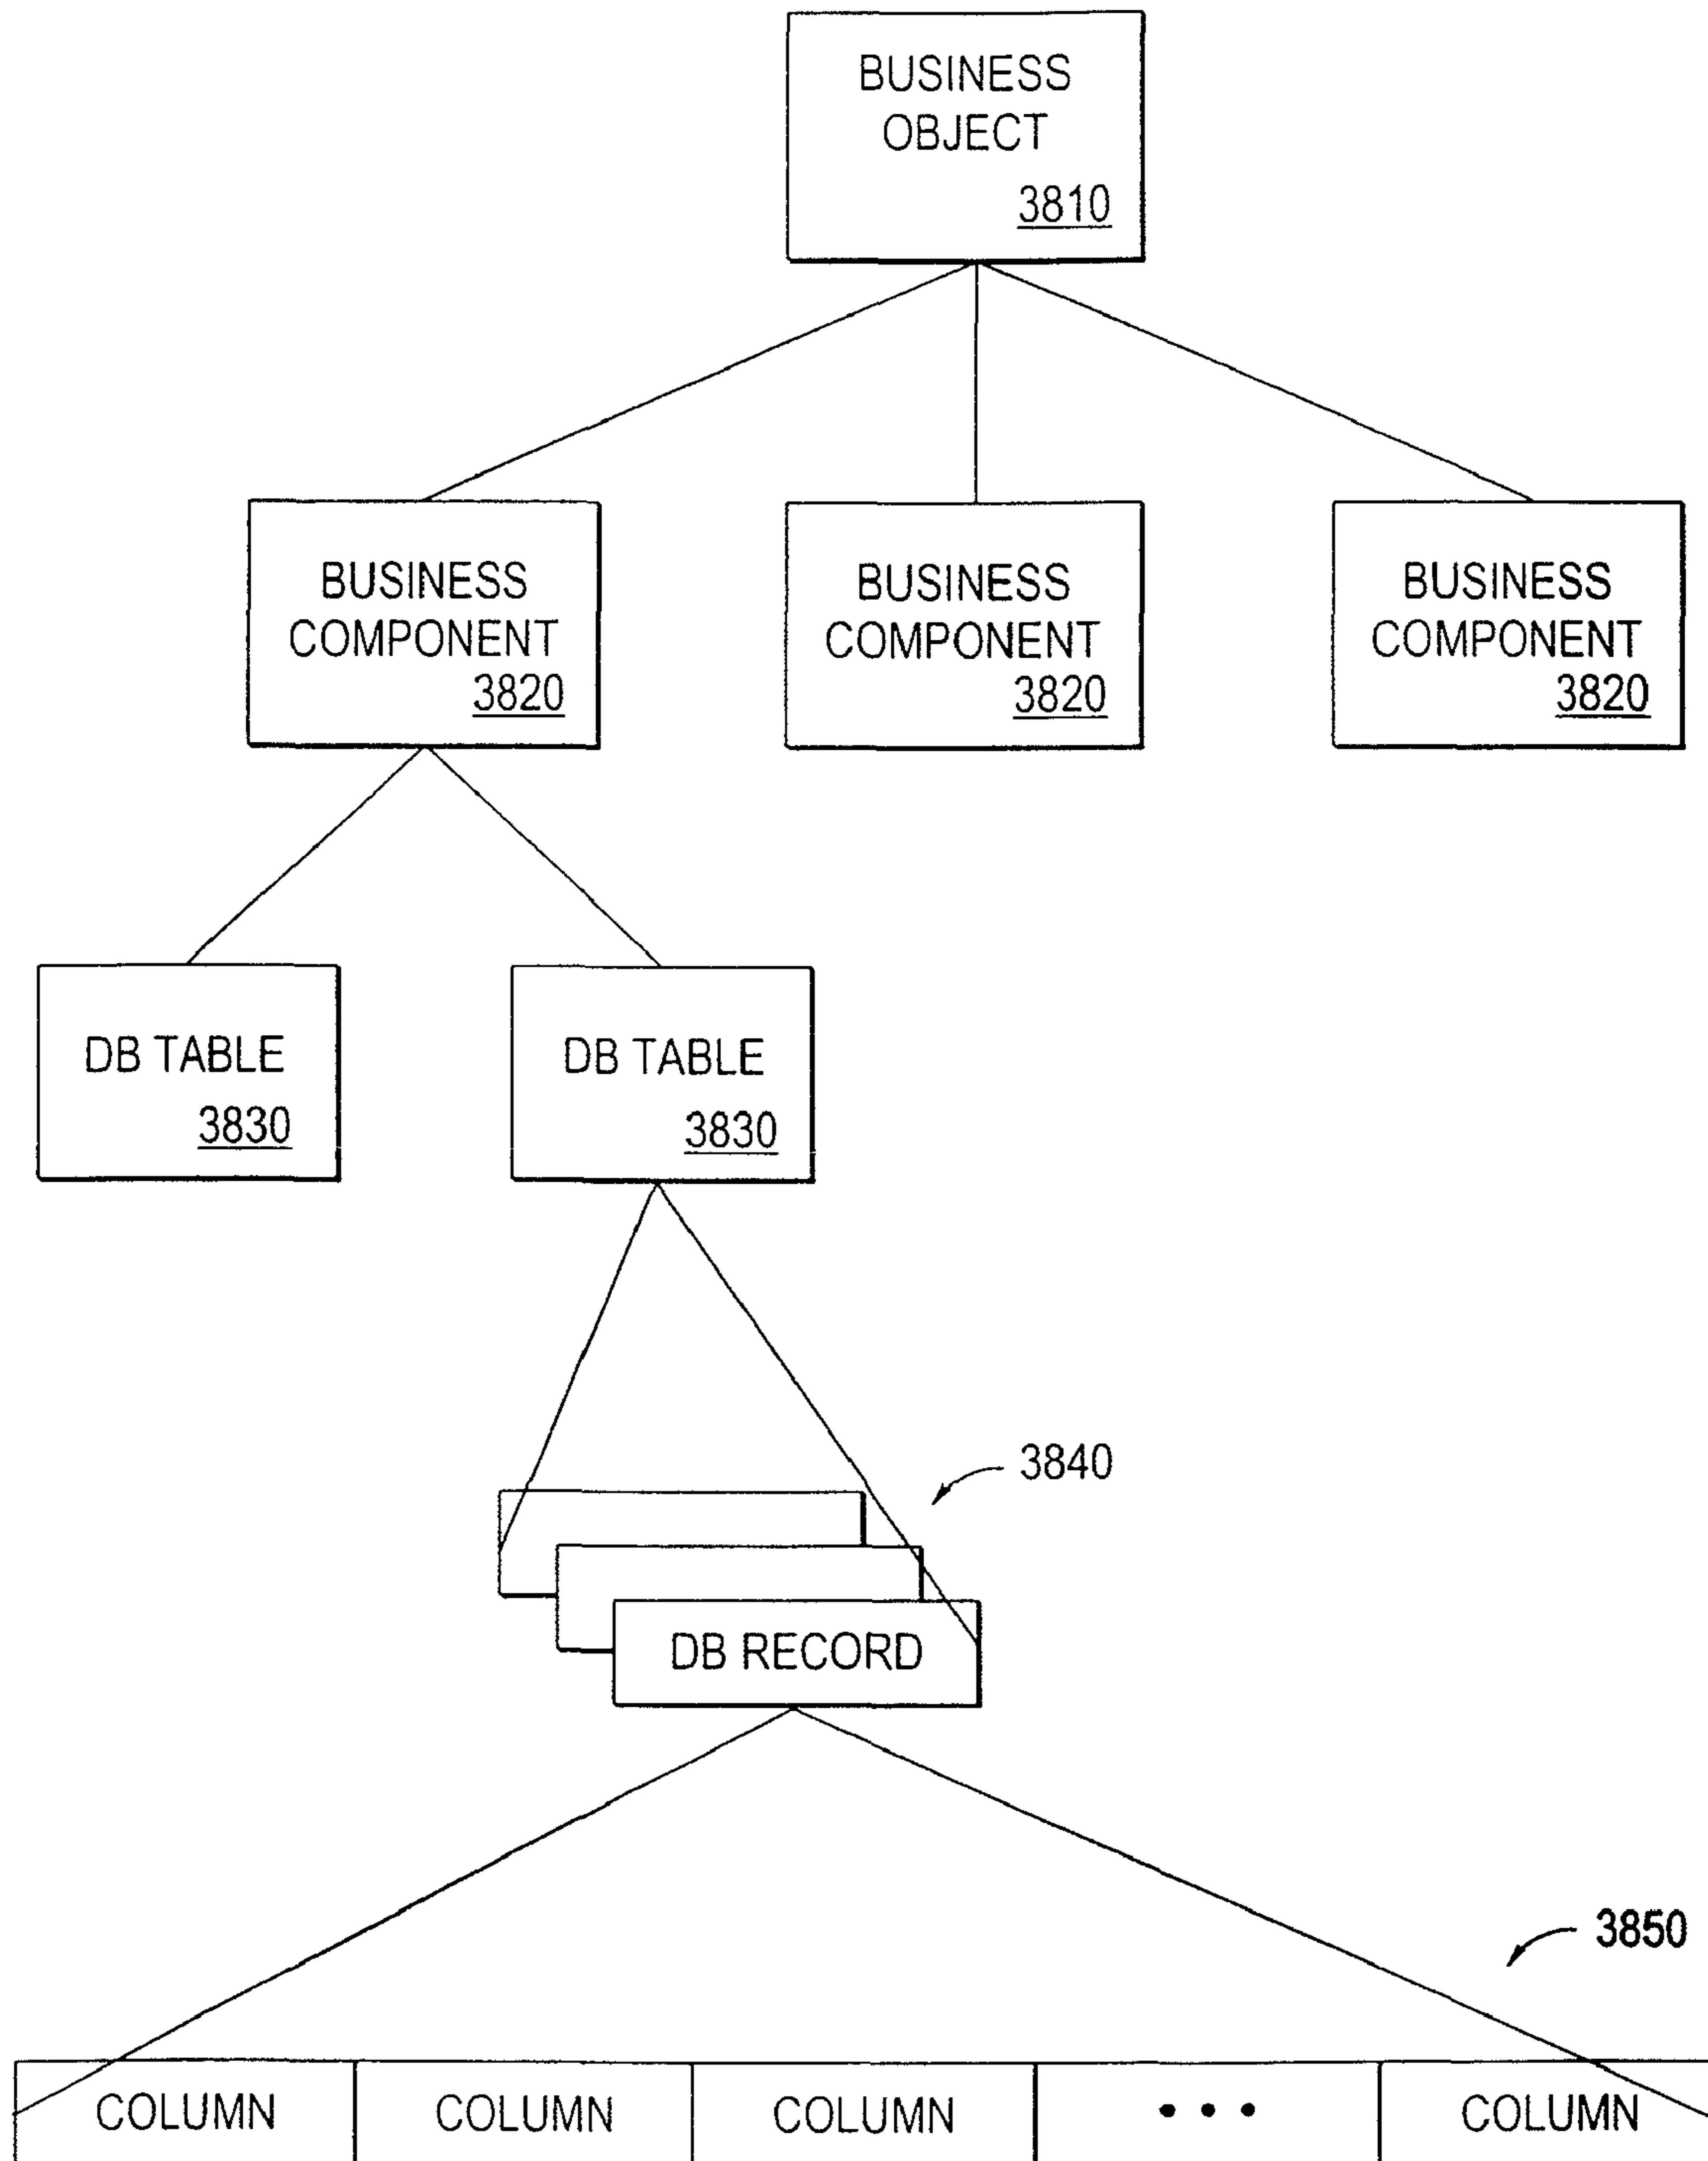 BUSINESS
OBJECT
3810
BUSINESS
COMPONENT
3820
BUSINESS
COMPONENT
3820
BUSINESS
COMPONENT
3820
DB TABLE
3830
DB TABLE
3830
3840
DB RECORD
3850
COLUMN COLUMN COLUMN • • • COLUMN